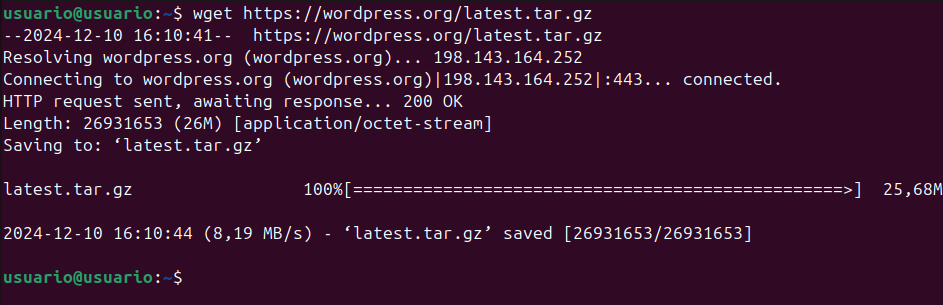 usuario@usuario:~$ wget https://wordpress.org/latest.tar.gz
--2024-12-10 16:10:41--  https://wordpress.org/latest.tar.gz
Resolving wordpress.org (wordpress.org)... 198.143.164.252
Connecting to wordpress.org (wordpress.org)|198.143.164.252|:443... connected.
HTTP request sent, awaiting response... 200 OK
Length: 26931653 (26M) [application/octet-stream]
Saving to: ‘latest.tar.gz’
latest.tar.gz                 100%[=================================================>]  25,68M
2024-12-10 16:10:44 (8,19 MB/s) - ‘latest.tar.gz’ saved [26931653/26931653]
usuario@usuario:~$